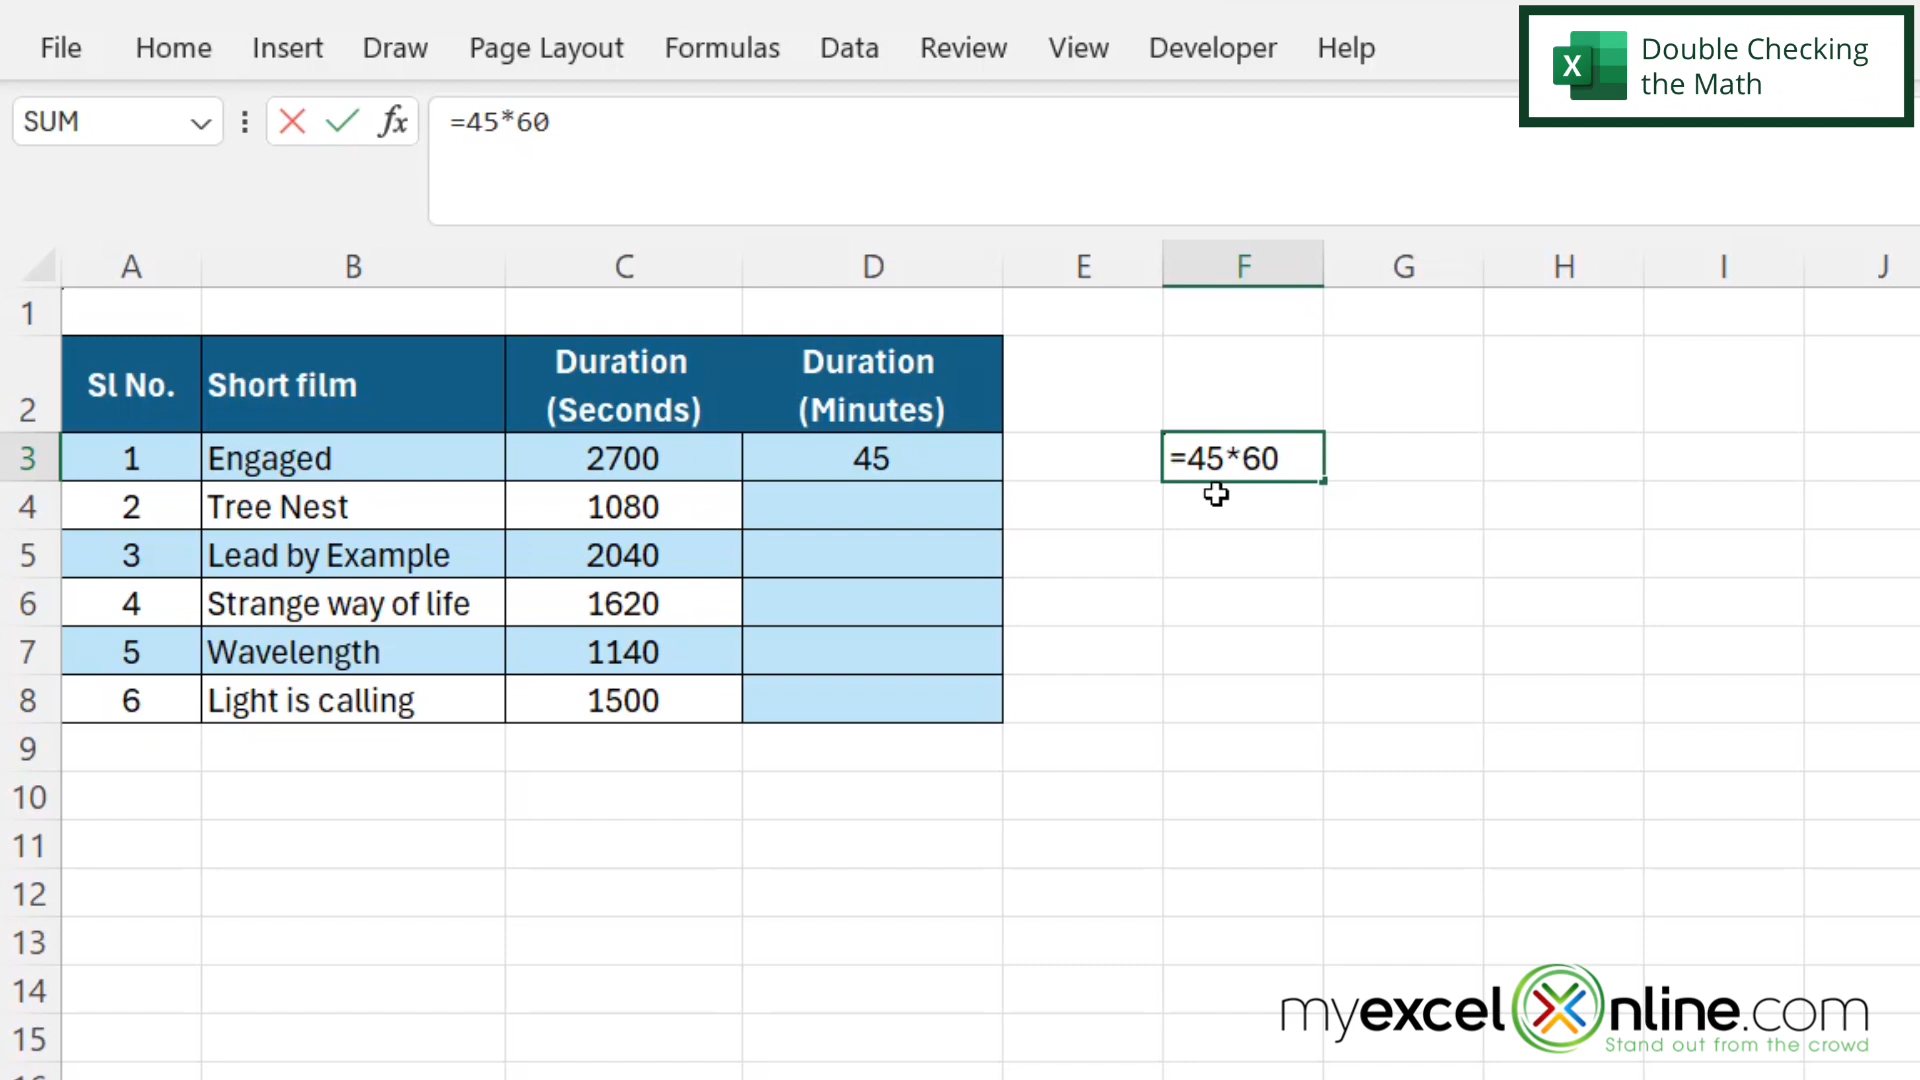 File Home Insert Draw Page Layout Formulas Data Review View Developer Help
X Double Checking
the Math
SUM fx =45*60
A B C D E F G H I J
1
2 Sl No. Short film Duration (Seconds) Duration (Minutes)
3 1 Engaged 2700 45 =45*60
4 2 Tree Nest 1080
5 3 Lead by Example 2040
6 4 Strange way of life 1620
7 5 Wavelength 1140
8 6 Light is calling 1500
9
10
11
12
13
14
15
myexcelOnline.com
Stand out from the crowd